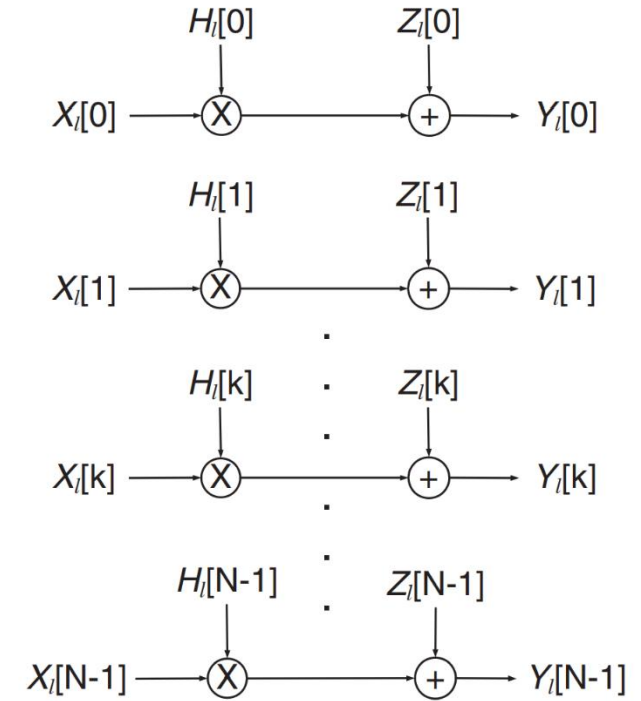 Hₗ[0] Zₗ[0]
Xₗ[0] X + Yₗ[0]
Hₗ[1] Zₗ[1]
Xₗ[1] X + Yₗ[1]
Hₗ[k] Zₗ[k]
Xₗ[k] X + Yₗ[k]
Hₗ[N-1] Zₗ[N-1]
Xₗ[N-1] X + Yₗ[N-1]